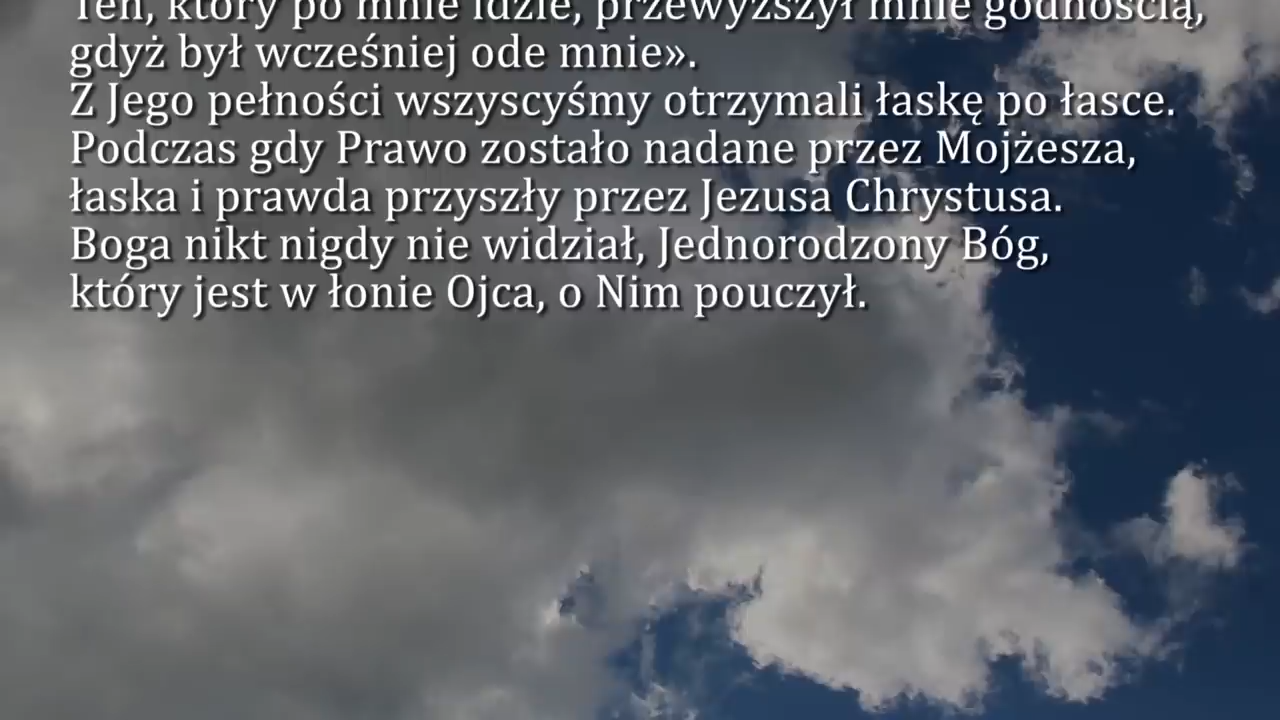 Ten, który po mnie idzie, przewyższył mnie godnością,
gdyż był wcześniej ode mnie».
Z Jego pełności wszyscyśmy otrzymali łaskę po łasce.
Podczas gdy Prawo zostało nadane przez Mojżesza,
łaska i prawda przyszły przez Jezusa Chrystusa.
Boga nikt nigdy nie widział, Jednorodzony Bóg,
który jest w łonie Ojca, o Nim pouczył.